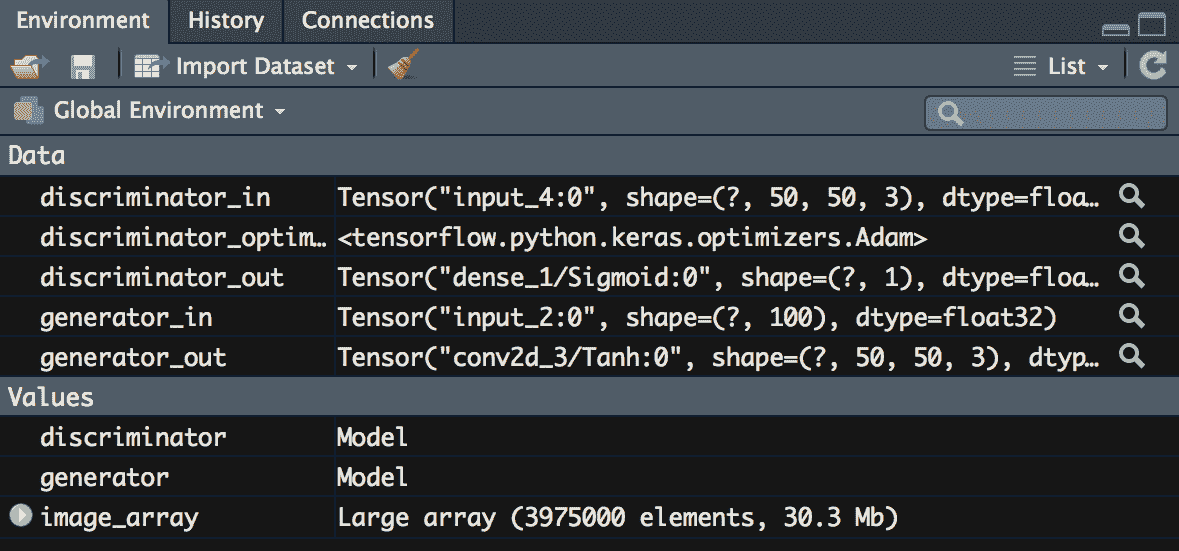 Environment History Connections
Import Dataset List
Global Environment
Data
discriminator_in Tensor("input_4:0", shape=(?, 50, 50, 3), dtype=floa…
discriminator_optim… <tensorflow.python.keras.optimizers.Adam>
discriminator_out Tensor("dense_1/Sigmoid:0", shape=(?, 1), dtype=floa…
generator_in Tensor("input_2:0", shape=(?, 100), dtype=float32)
generator_out Tensor("conv2d_3/Tanh:0", shape=(?, 50, 50, 3), dtyp…
Values
discriminator Model
generator Model
image_array Large array (3975000 elements, 30.3 Mb)